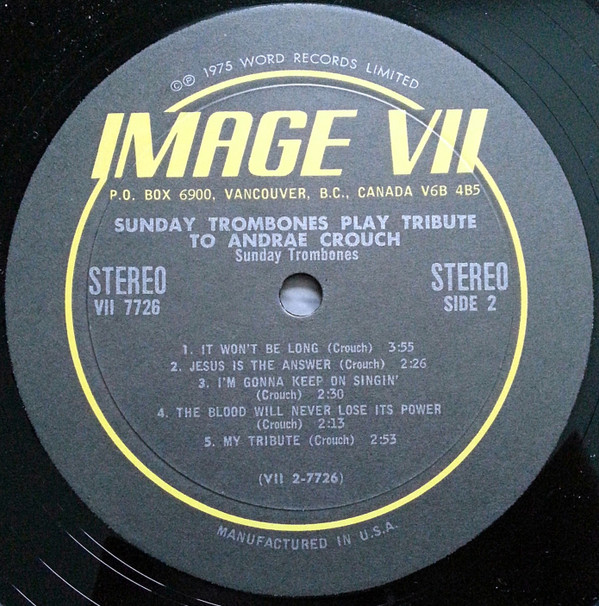 ©℗ 1975 WORD RECORDS LIMITED
IMAGE VII
P.O. BOX 6900, VANCOUVER, B.C., CANADA V6B 4B5
SUNDAY TROMBONES PLAY TRIBUTE
TO ANDRAE CROUCH
Sunday Trombones
STEREO
VII 7726
STEREO
SIDE 2
1. IT WON'T BE LONG (Crouch) 3:55
2. JESUS IS THE ANSWER (Crouch) 2:26
3. I'M GONNA KEEP ON SINGIN'
(Crouch) 2:30
4. THE BLOOD WILL NEVER LOSE ITS POWER
(Crouch) 2:13
5. MY TRIBUTE (Crouch) 2:53
(VII 2-7726)
MANUFACTURED IN U.S.A.